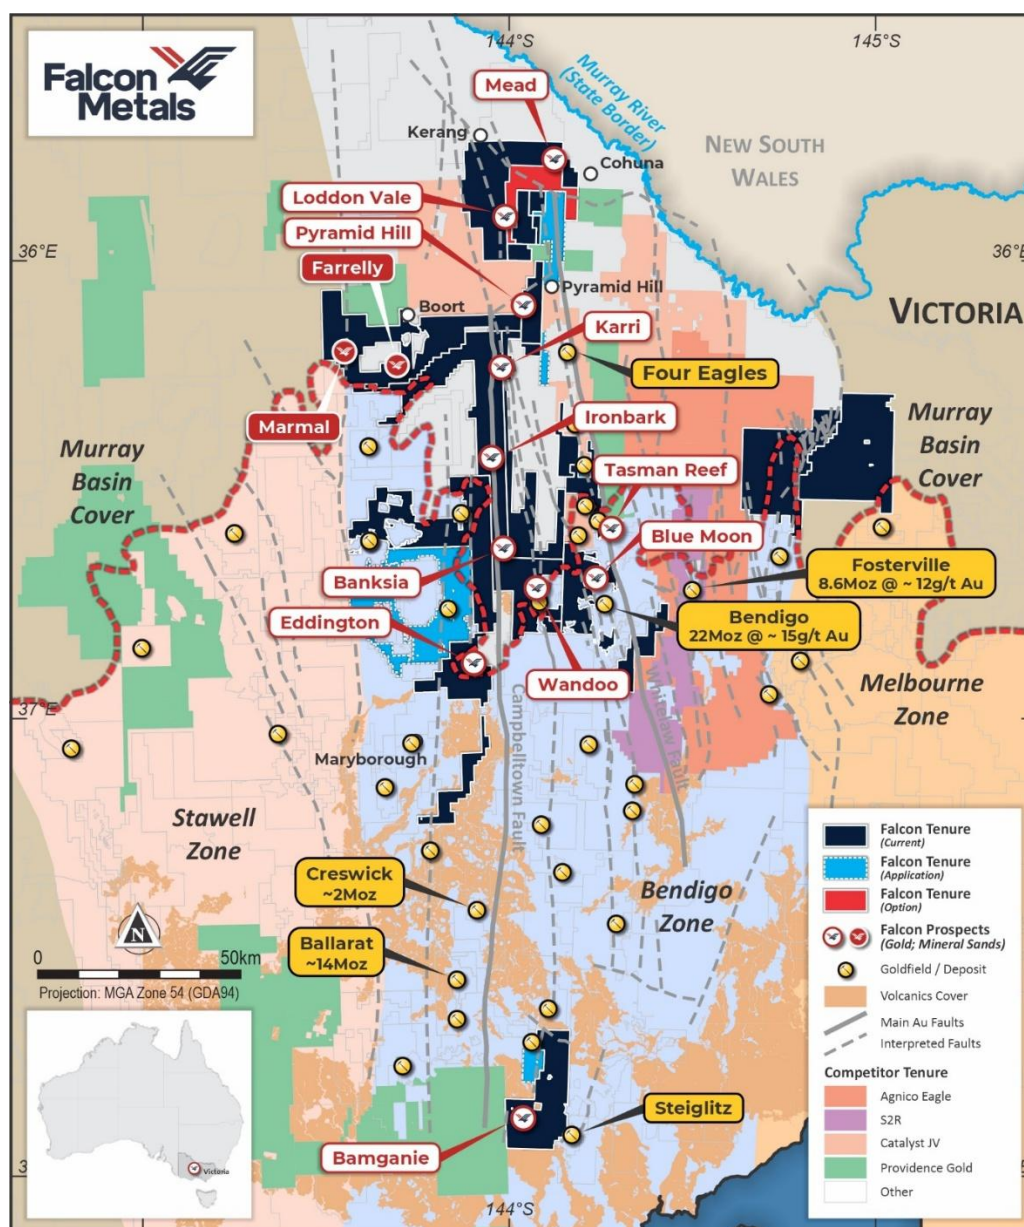 Falcon
Metals
144°S
145°S
Mead
Murray River
(State Border)
Kerang
Cohuna
NEW SOUTH
WALES
Loddon Vale
Pyramid Hill
36°E
36°E
Farrelly
Pyramid Hill
Boort
VICTORIA
Karri
Four Eagles
Marmal
Ironbark
Murray
Basin
Cover
Murray
Basin
Cover
Tasman Reef
Blue Moon
Banksia
Fosterville
8.6Moz @ ~ 12g/t Au
Bendigo
22Moz @ ~ 15g/t Au
Eddington
Wandoo
Melbourne
Zone
37°E
Campbelltown Fault
Whitelaw Fault
Maryborough
Stawell
Zone
Creswick
~2Moz
Bendigo
Zone
Ballarat
~14Moz
N
0
50km
Projection: MGA Zone 54 (GDA94)
Victoria
Steiglitz
Bamganie
144°S
Falcon Tenure
(Current)
Falcon Tenure
(Application)
Falcon Tenure
(Option)
Falcon Prospects
(Gold; Mineral Sands)
Goldfield / Deposit
Volcanics Cover
Main Au Faults
Interpreted Faults
Competitor Tenure
Agnico Eagle
S2R
Catalyst JV
Providence Gold
Other